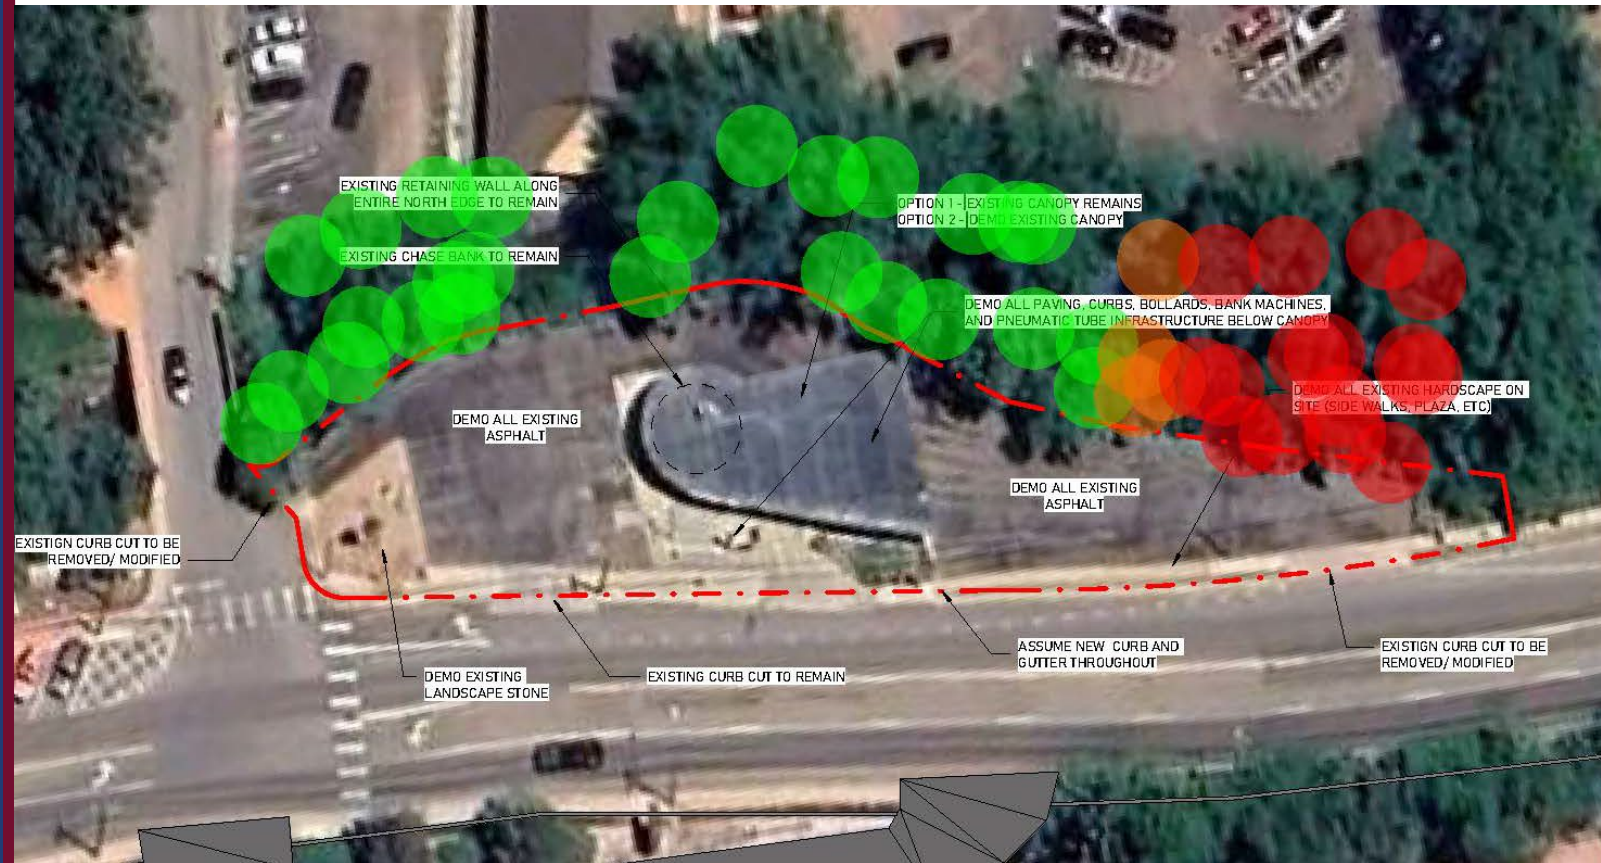 EXISTING RETAINING WALL ALONG
ENTIRE NORTH EDGE TO REMAIN
OPTION 1 - EXISTING CANOPY REMAINS
OPTION 2 - DEMO EXISTING CANOPY
EXISTING CHASE BANK TO REMAIN
DEMO ALL PAVING, CURBS, BOLLARDS, BANK MACHINES,
AND PNEUMATIC TUBE INFRASTRUCTURE BELOW CANOPY
DEMO ALL EXISTING HARDSCAPE ON
SITE (SIDE WALKS, PLAZA, ETC)
DEMO ALL EXISTING
ASPHALT
DEMO ALL EXISTING
ASPHALT
EXISTIGN CURB CUT TO BE
REMOVED/ MODIFIED
DEMO EXISTING
LANDSCAPE STONE
EXISTING CURB CUT TO REMAIN
ASSUME NEW CURB AND
GUTTER THROUGHOUT
EXISTIGN CURB CUT TO BE
REMOVED/ MODIFIED